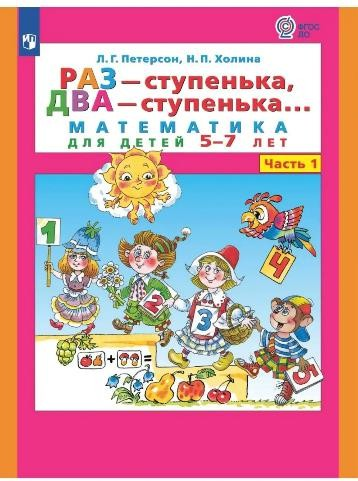 Л. Г. Петерсон, Н. П. Холина
ФГОС
ДО
РАЗ — ступенька,
ДВА — ступенька...
МАТЕМАТИКА
ДЛЯ ДЕТЕЙ 5–7 ЛЕТ
Часть 1
1
2
3
4
5
+ =